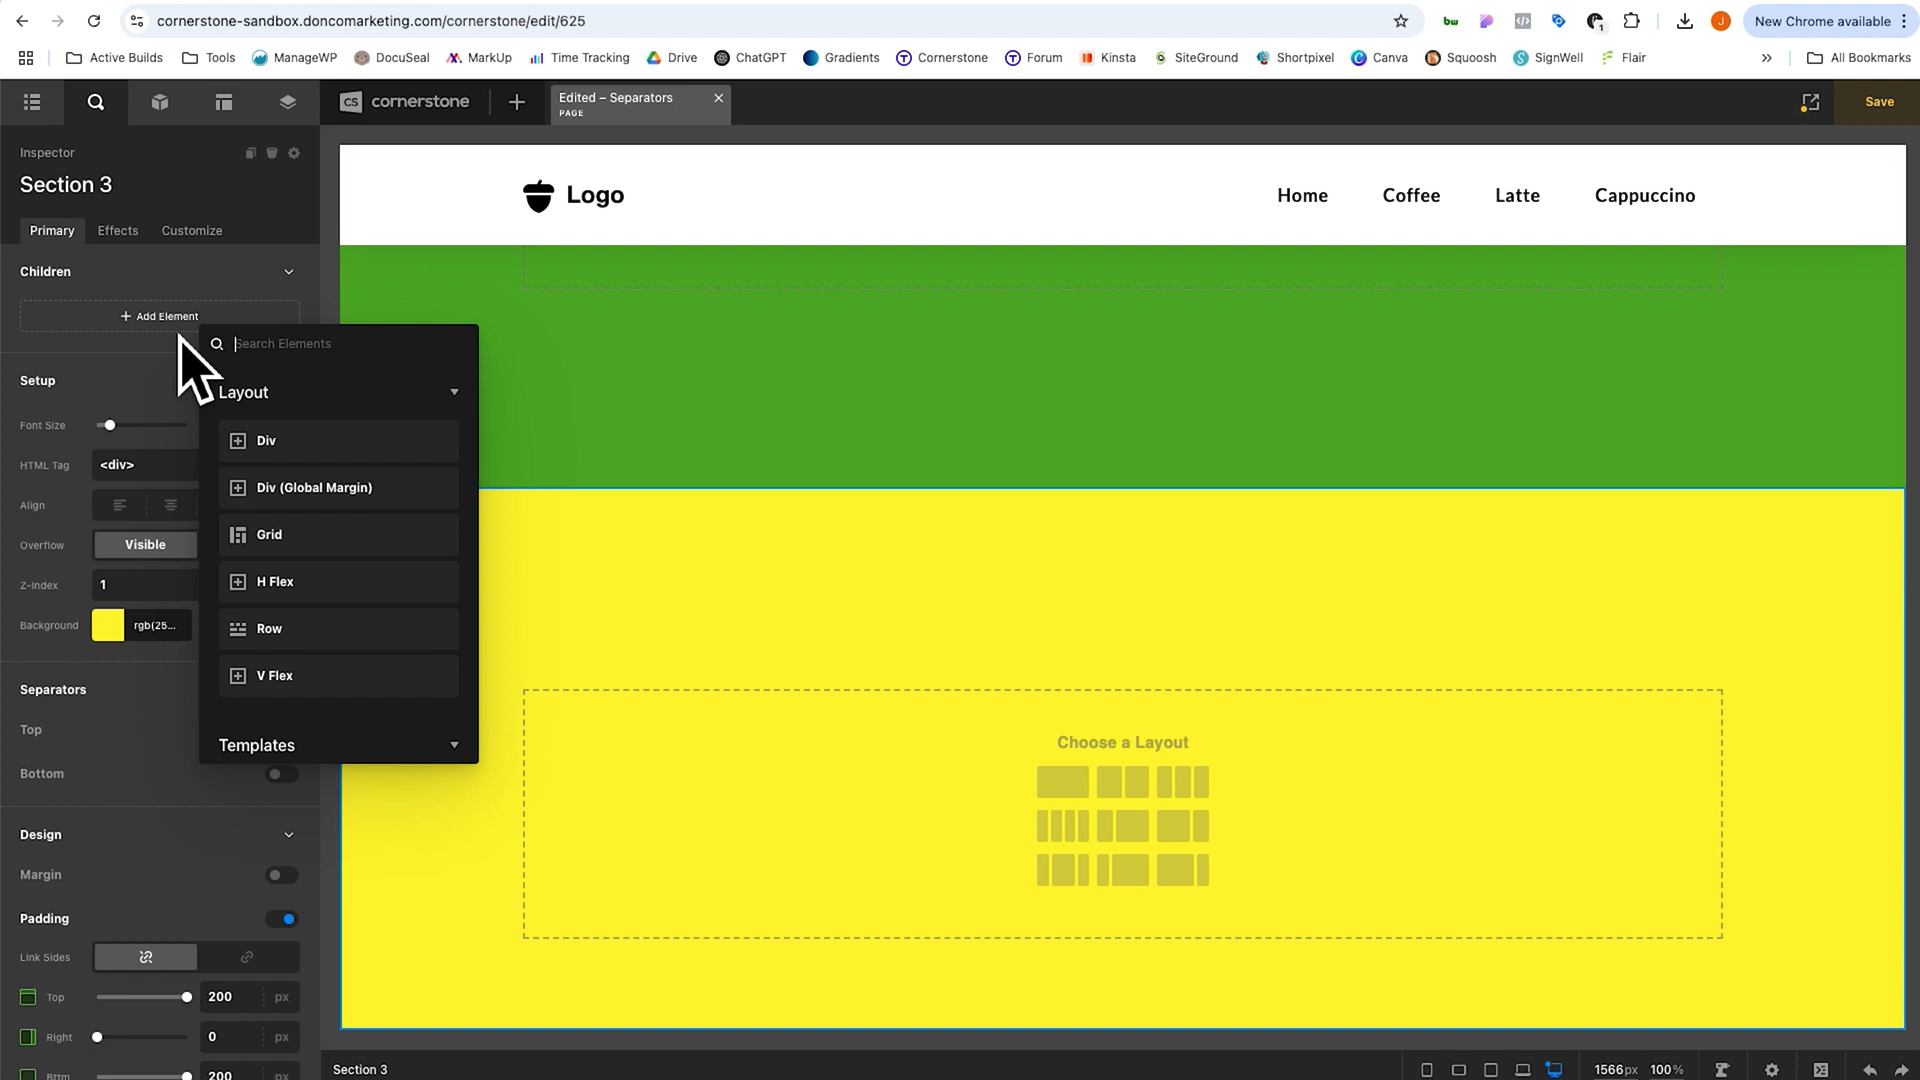 cornerstone-sandbox.doncomarketing.com/cornerstone/edit/625
New Chrome available
Active Builds
Tools
ManageWP
DocuSeal
MarkUp
Time Tracking
Drive
ChatGPT
Gradients
Cornerstone
Forum
Kinsta
SiteGround
Shortpixel
Canva
Squoosh
SignWell
Flair
All Bookmarks
CS cornerstone
Edited – Separators
PAGE
Save
Inspector
Section 3
Primary
Effects
Customize
Children
Add Element
Setup
Font Size
HTML Tag
<div>
Align
Overflow
Visible
Z-Index
1
Background
rgb(25...
Separators
Top
Bottom
Design
Margin
Padding
Link Sides
Top
200
px
Right
0
px
Bttm
200
px
Search Elements
Layout
Div
Div (Global Margin)
Grid
H Flex
Row
V Flex
Templates
Logo
Home
Coffee
Latte
Cappuccino
Choose a Layout
Section 3
1566px
100%
J
1